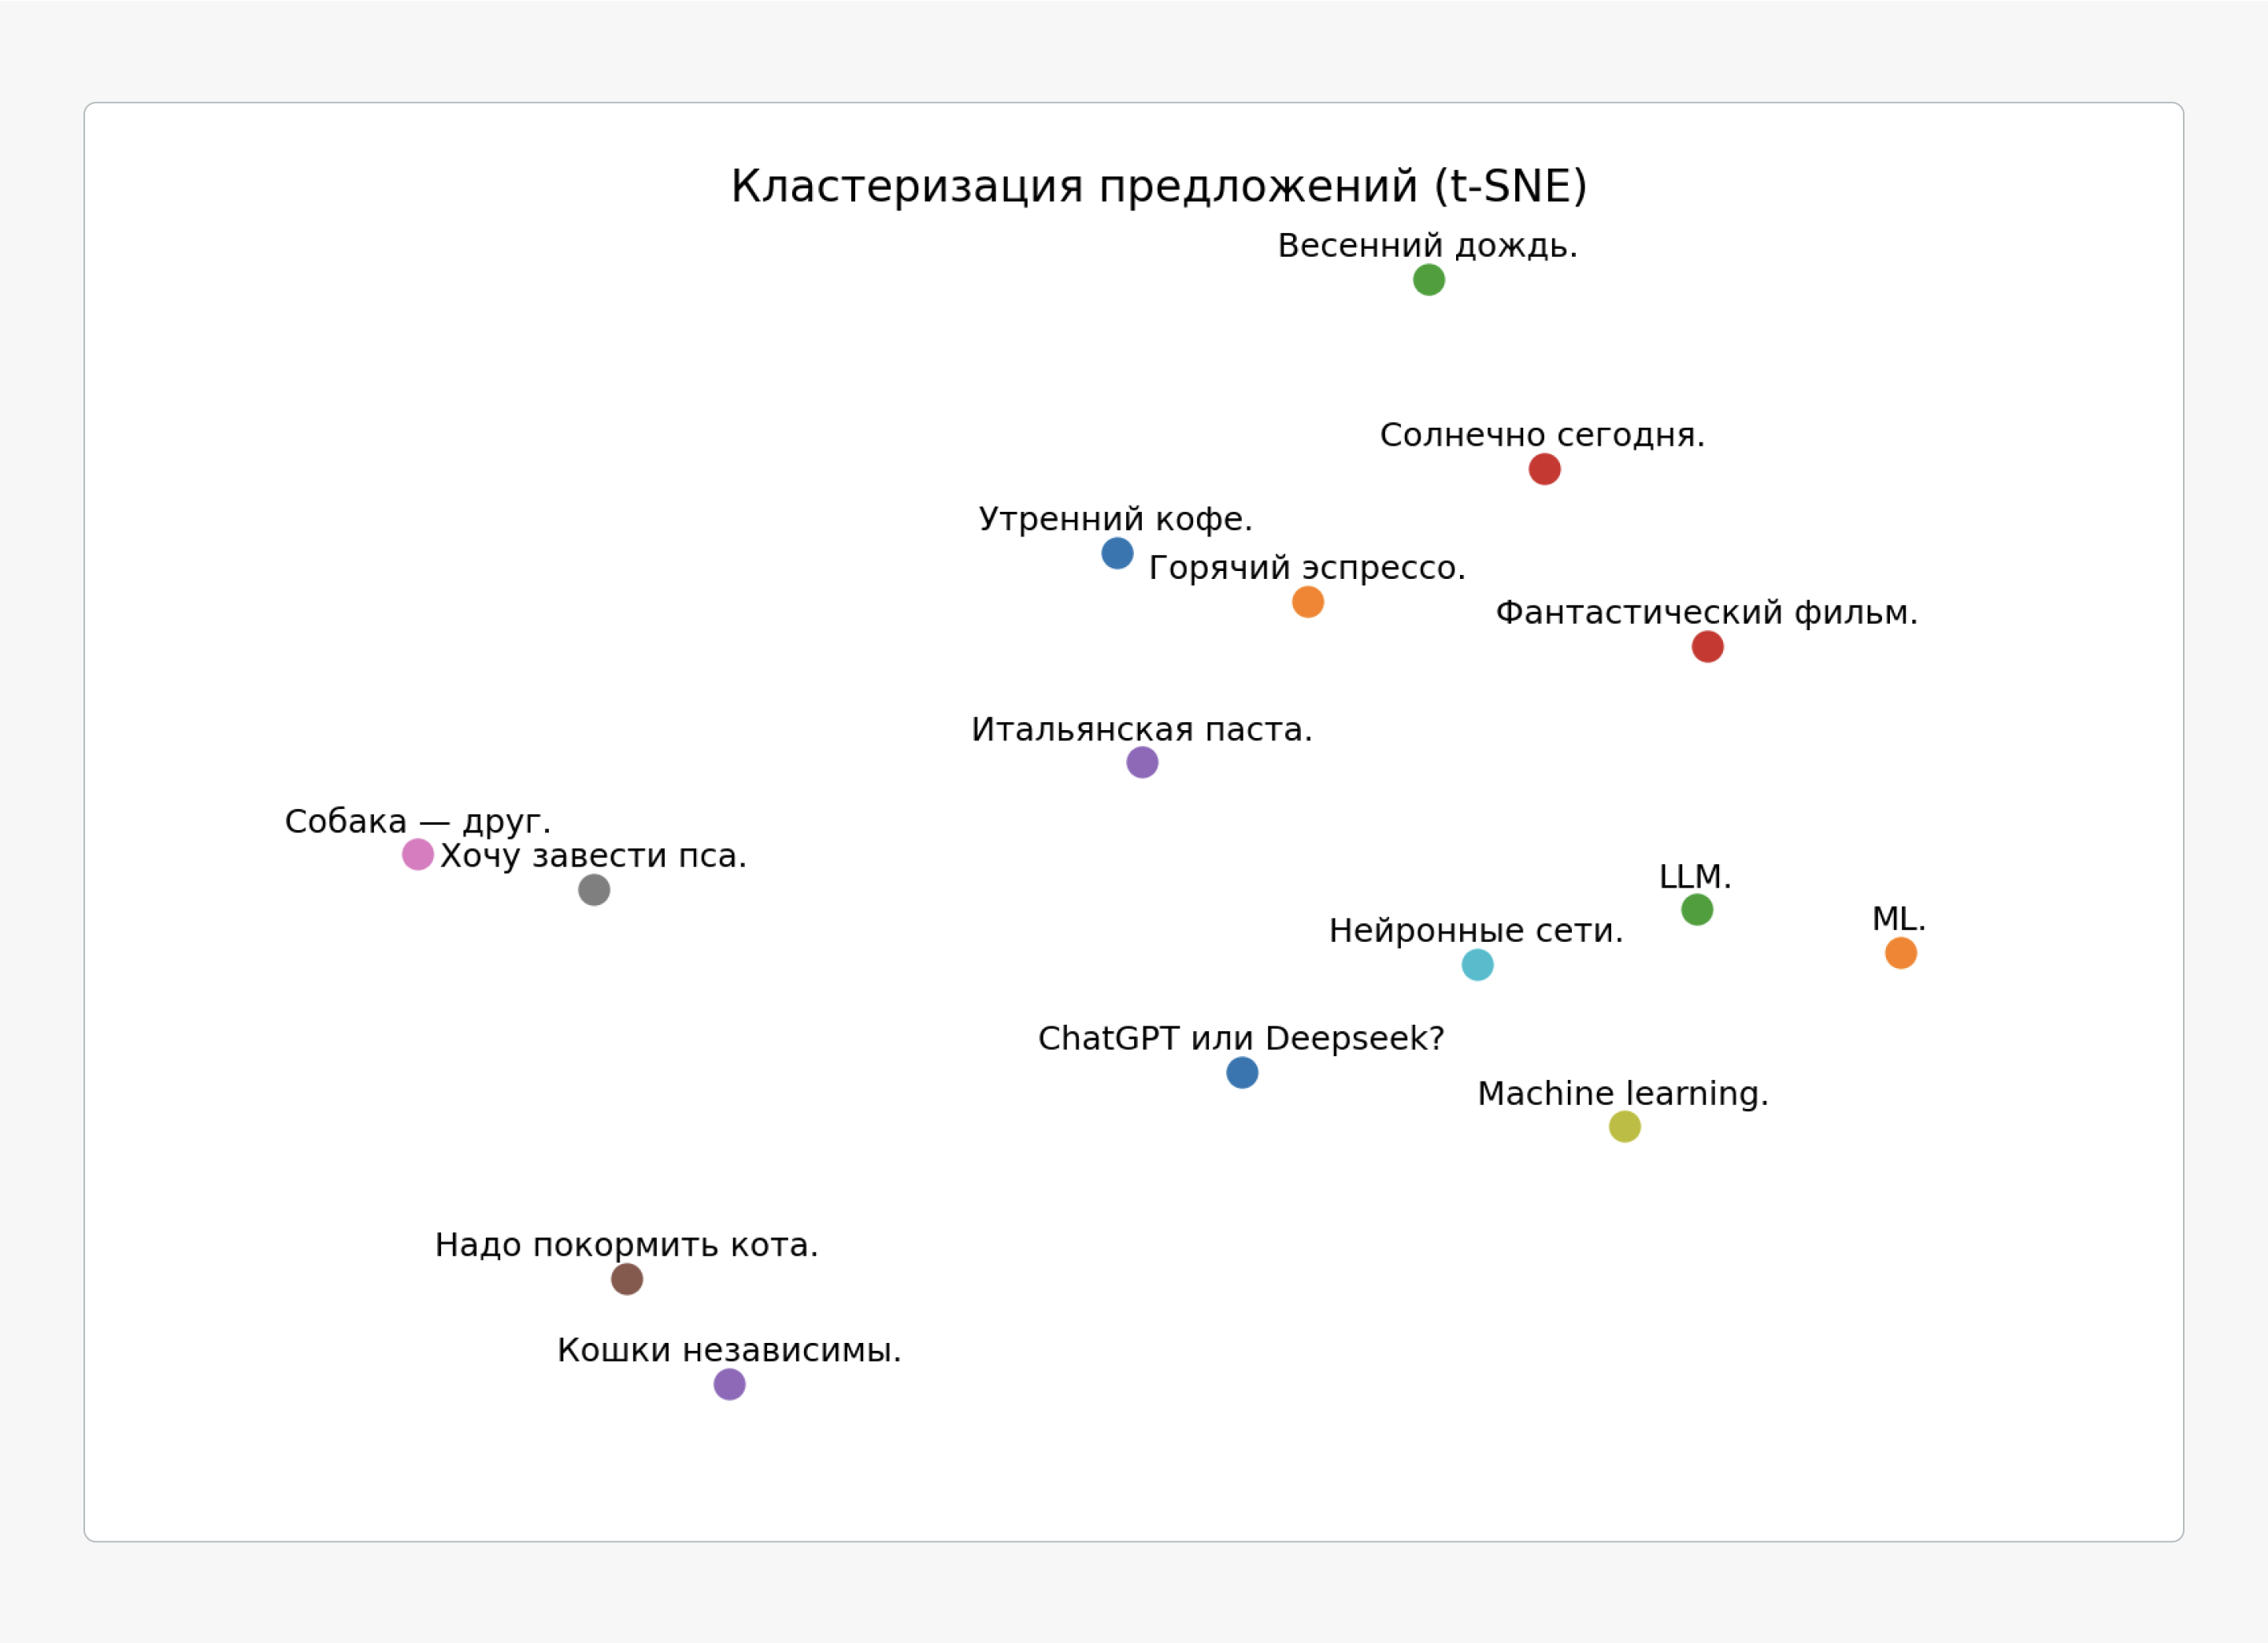 Кластеризация предложений (t-SNE)
Весенний дождь.
Солнечно сегодня.
Утренний кофе.
Горячий эспрессо.
Фантастический фильм.
Итальянская паста.
Собака — друг.
Хочу завести пса.
LLM.
ML.
Нейронные сети.
ChatGPT или Deepseek?
Machine learning.
Надо покормить кота.
Кошки независимы.